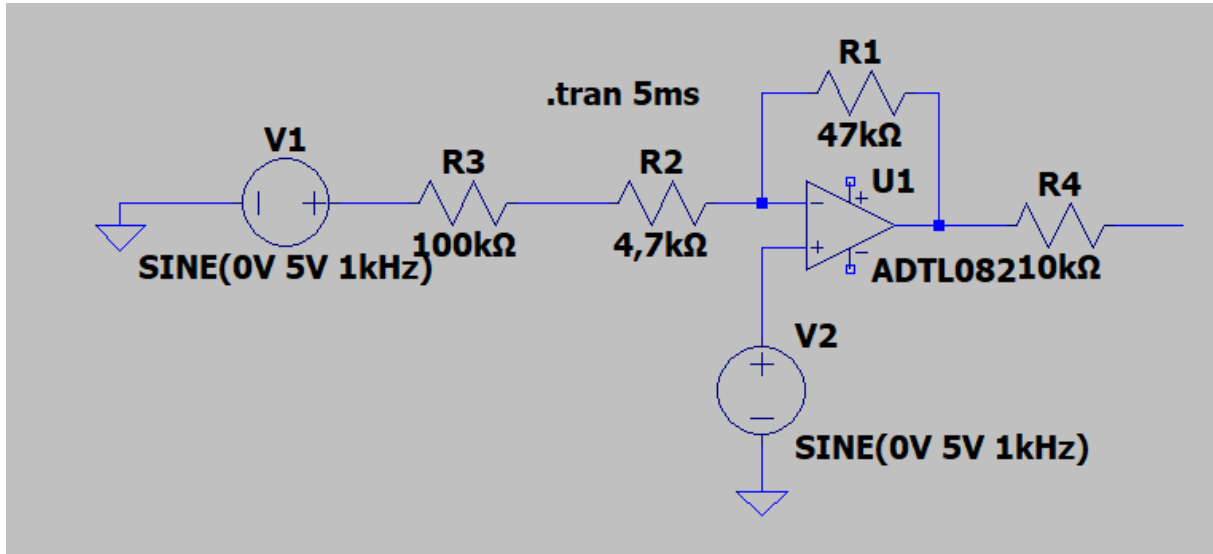 R1
.tran 5ms
47kΩ
V1
R3
R2
U1
R4
100kΩ
4,7kΩ
SINE(0V 5V 1kHz)
ADTL082
10kΩ
V2
SINE(0V 5V 1kHz)